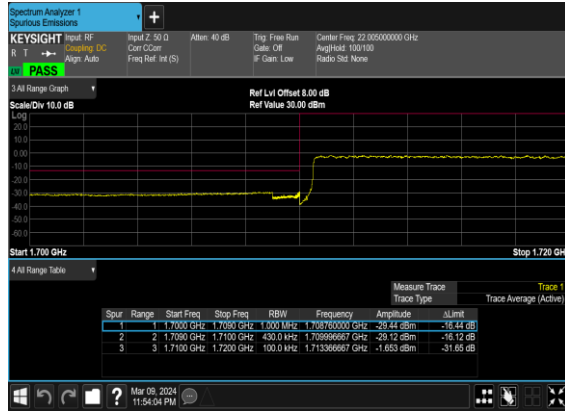 Spectrum Analyzer 1
Spurious Emissions
+
KEYSIGHT Input: RF Input Z: 50 Ω Atten: 40 dB Trig: Free Run Center Freq: 22.005000000 GHz
R T Coupling: DC Corr CCorr Gate: Off Avg|Hold: 100/100
Align: Auto Freq Ref: Int (S) IF Gain: Low Radio Std: None
PASS
3 All Range Graph Ref Lvl Offset 8.00 dB
Scale/Div 10.0 dB Ref Value 30.00 dBm
Log
20.0
10.0
0.00
-10.0
-20.0
-30.0
-40.0
-50.0
-60.0
Start 1.700 GHz Stop 1.720 GH
4 All Range Table
Measure Trace Trace 1
Trace Type Trace Average (Active)
Spur Range Start Freq Stop Freq RBW Frequency Amplitude ΔLimit
1 1 1.7000 GHz 1.7090 GHz 1.000 MHz 1.708760000 GHz -29.44 dBm -16.44 dB
2 2 1.7090 GHz 1.7100 GHz 430.0 kHz 1.709996667 GHz -29.12 dBm -16.12 dB
3 3 1.7100 GHz 1.7200 GHz 100.0 kHz 1.713366667 GHz -1.653 dBm -31.65 dB
? Mar 09, 2024
11:54:04 PM